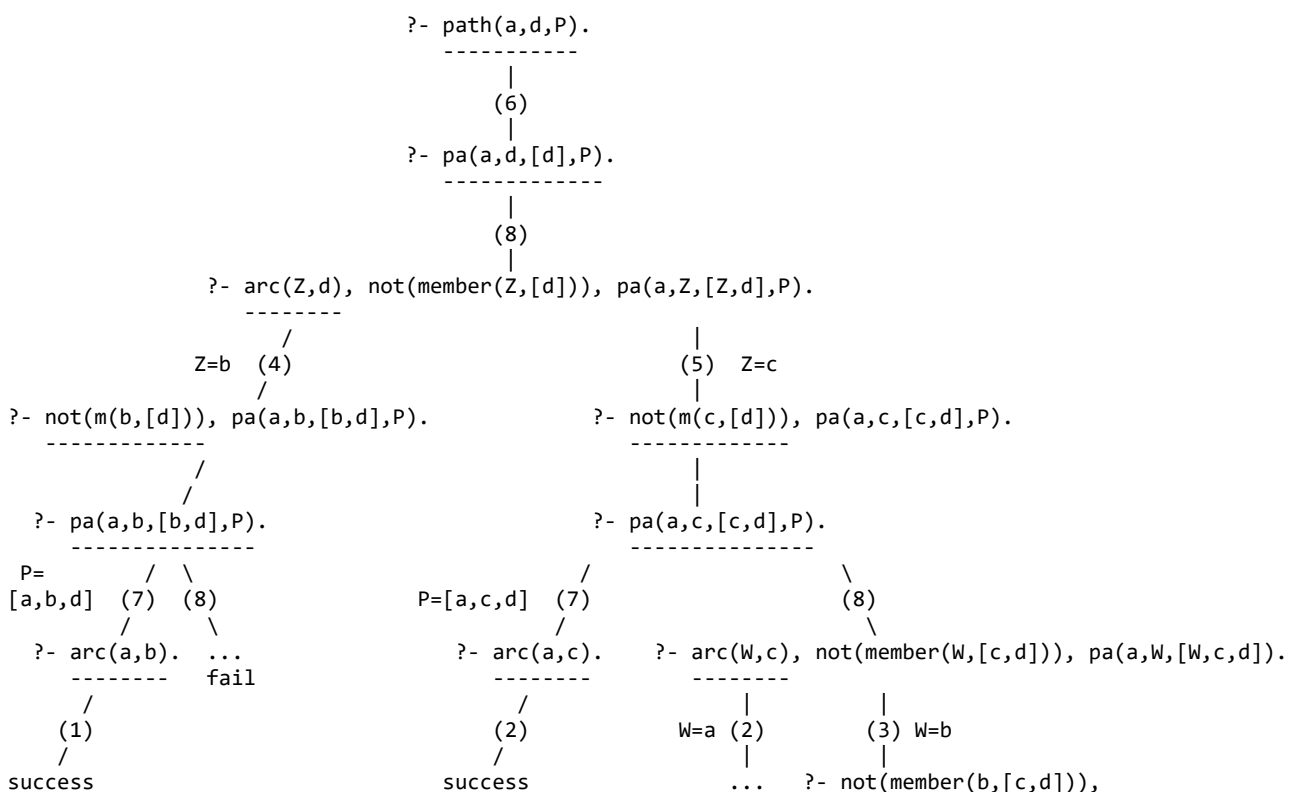 ?- path(a,d,P).
-----------
|
(6)
|
?- pa(a,d,[d],P).
-------------
|
(8)
|
?- arc(Z,d), not(member(Z,[d])), pa(a,Z,[Z,d],P).
--------
/ |
Z=b (4) (5) Z=c
/ |
?- not(m(b,[d])), pa(a,b,[b,d],P). ?- not(m(c,[d])), pa(a,c,[c,d],P).
------------- -------------
/ |
/ |
?- pa(a,b,[b,d],P). ?- pa(a,c,[c,d],P).
--------------- ---------------
P= / \ / \
[a,b,d] (7) (8) P=[a,c,d] (7) (8)
/ \ / \
?- arc(a,b). ... ?- arc(a,c). ?- arc(W,c), not(member(W,[c,d])), pa(a,W,[W,c,d]).
-------- fail -------- --------
/ / | |
(1) (2) W=a (2) (3) W=b
/ / | |
success success ... ?- not(member(b,[c,d])),